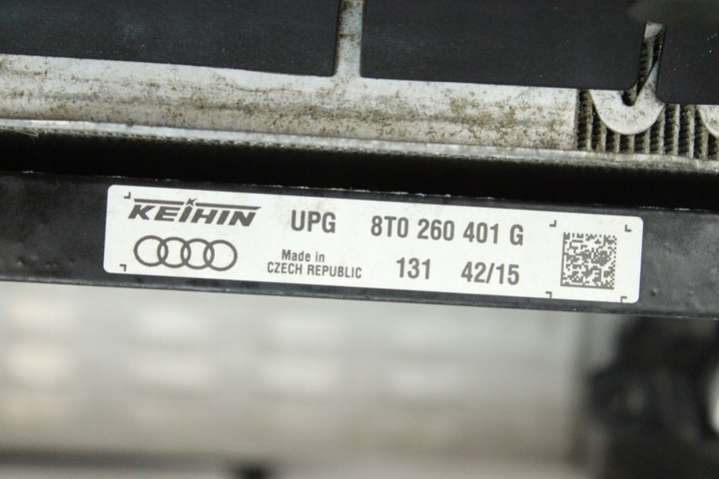 KEIHIN UPG 8T0 260 401 G
Made in
CZECH REPUBLIC 131 42/15